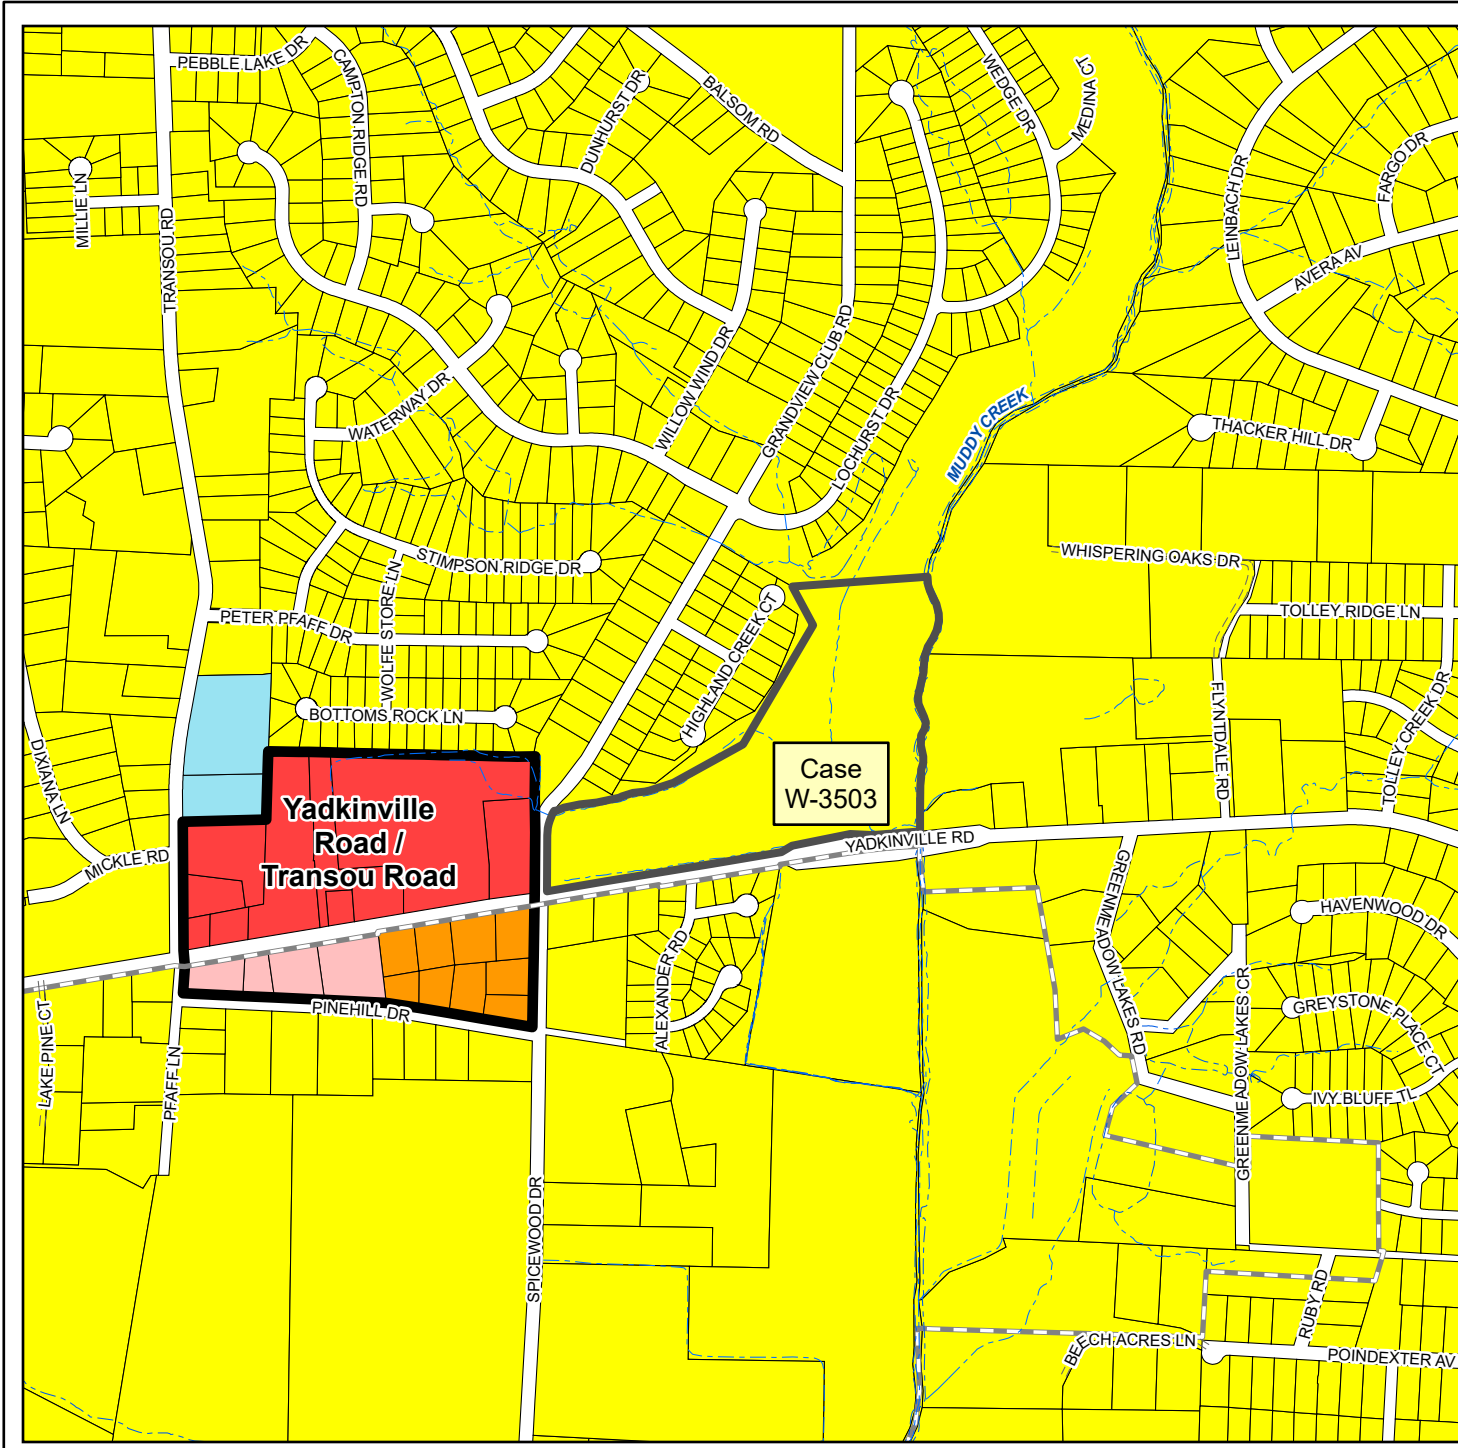 PEBBLE LAKE DR
CAMPTON RIDGE RD
DUNHURST DR
BALSOM RD
WEDGE DR
MEDINA CT
FARGO DR
LEINBACH DR
MILLIE LN
TRANSOU RD
AVERA AV
WILLOW WIND DR
GRANDVIEW CLUB RD
WATERWAY DR
LOCHURST DR
MUDDY CREEK
THACKER HILL DR
STIMPSON RIDGE DR
WHISPERING OAKS DR
WOLFE STORE LN
TOLLEY RIDGE LN
PETER PFAFF DR
HIGHLAND CREEK CT
FLYNTDALE RD
TOLLEY CREEK DR
BOTTOMS ROCK LN
DIXIANA LN
Case
W-3503
Yadkinville
Road /
Transou Road
YADKINVILLE RD
MICKLE RD
GREENMEADOW LAKES RD
HAVENWOOD DR
ALEXANDER RD
GREENMEADOW LAKES CR
GREYSTONE PLACE CT
PINEHILL DR
LAKE PINE CT
PFAFF LN
IVY BLUFF TL
SPICEWOOD DR
RUBY RD
BEECH ACRES LN
POINDEXTER AV